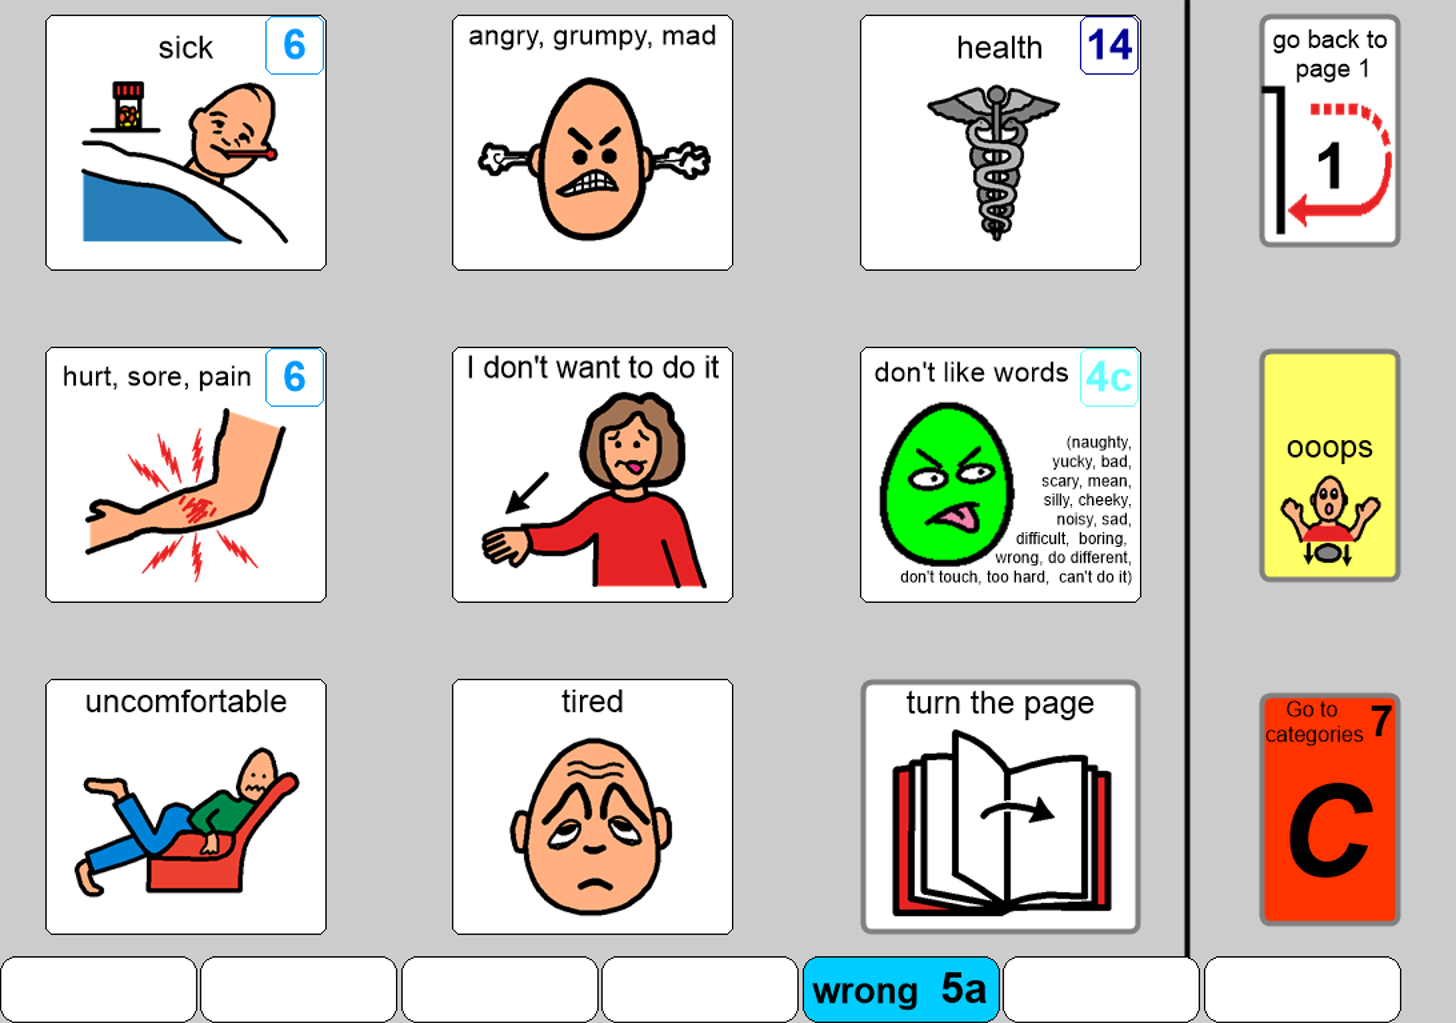 sick 6
angry, grumpy, mad
health 14
go back to
page 1
1
hurt, sore, pain 6
I don't want to do it
don't like words 4c
(naughty,
yucky, bad,
scary, mean,
silly, cheeky,
noisy, sad,
difficult, boring,
wrong, do different,
don't touch, too hard, can't do it)
ooops
uncomfortable
tired
turn the page
Go to
categories 7
C
wrong 5a